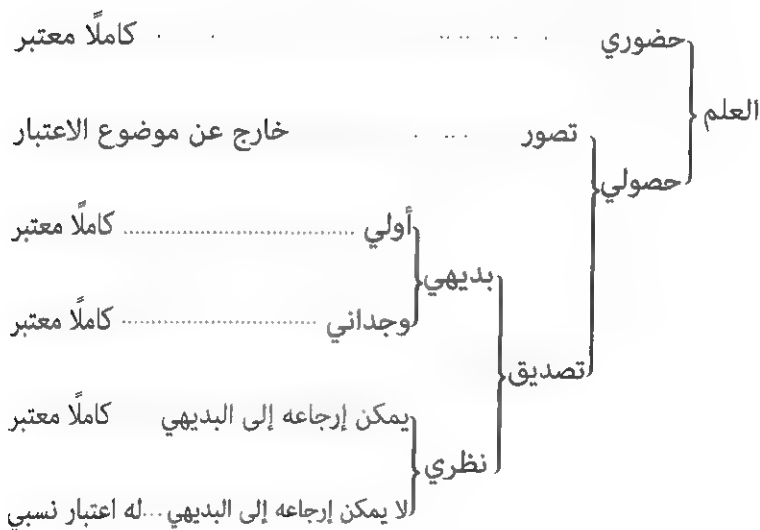 حضوري .......... كاملًا معتبر
العلم
تصور ..... خارج عن موضوع الاعتبار
حصولي
أولي .......... كاملًا معتبر
بديهي
وجداني .......... كاملًا معتبر
تصديق
يمكن إرجاعه إلى البديهي كاملًا معتبر
نظري
لا يمكن إرجاعه إلى البديهي...له اعتبار نسبي